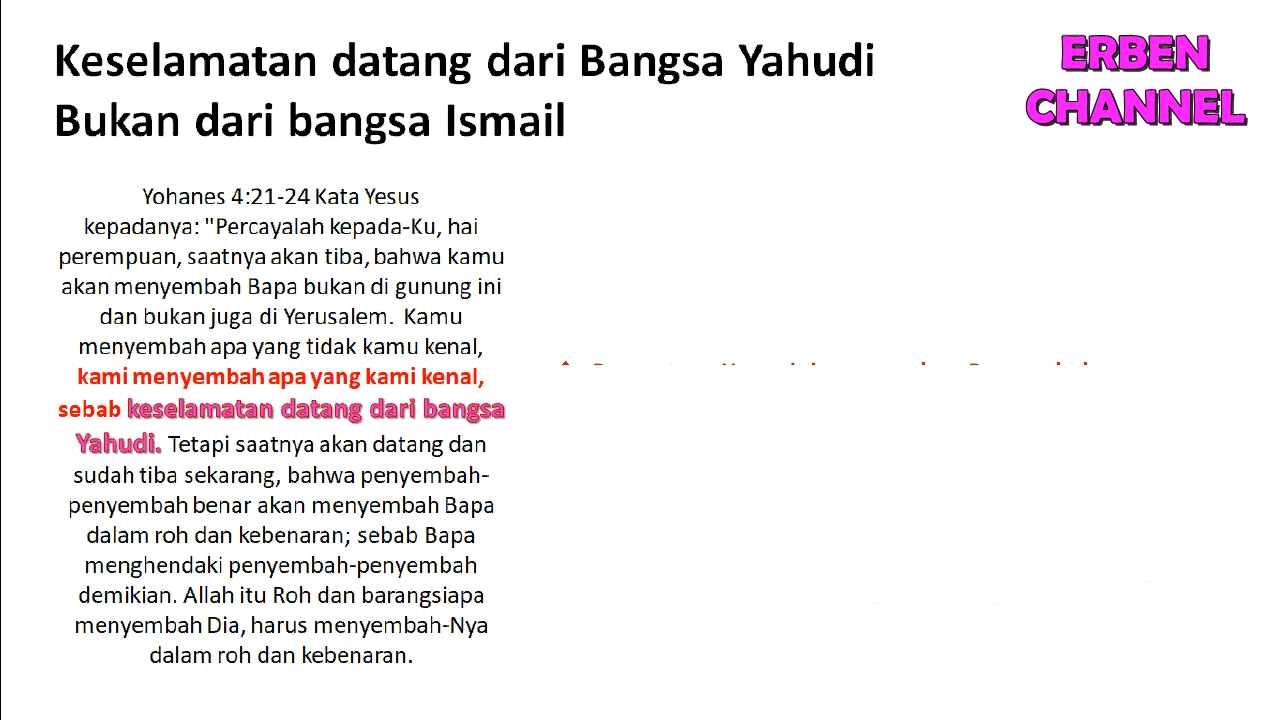 Keselamatan datang dari Bangsa Yahudi
Bukan dari bangsa Ismail
ERBEN
CHANNEL
Yohanes 4:21-24 Kata Yesus
kepadanya: "Percayalah kepada-Ku, hai
perempuan, saatnya akan tiba, bahwa kamu
akan menyembah Bapa bukan di gunung ini
dan bukan juga di Yerusalem. Kamu
menyembah apa yang tidak kamu kenal,
kami menyembah apa yang kami kenal,
sebab keselamatan datang dari bangsa
Yahudi. Tetapi saatnya akan datang dan
sudah tiba sekarang, bahwa penyembah-
penyembah benar akan menyembah Bapa
dalam roh dan kebenaran; sebab Bapa
menghendaki penyembah-penyembah
demikian. Allah itu Roh dan barangsiapa
menyembah Dia, harus menyembah-Nya
dalam roh dan kebenaran.